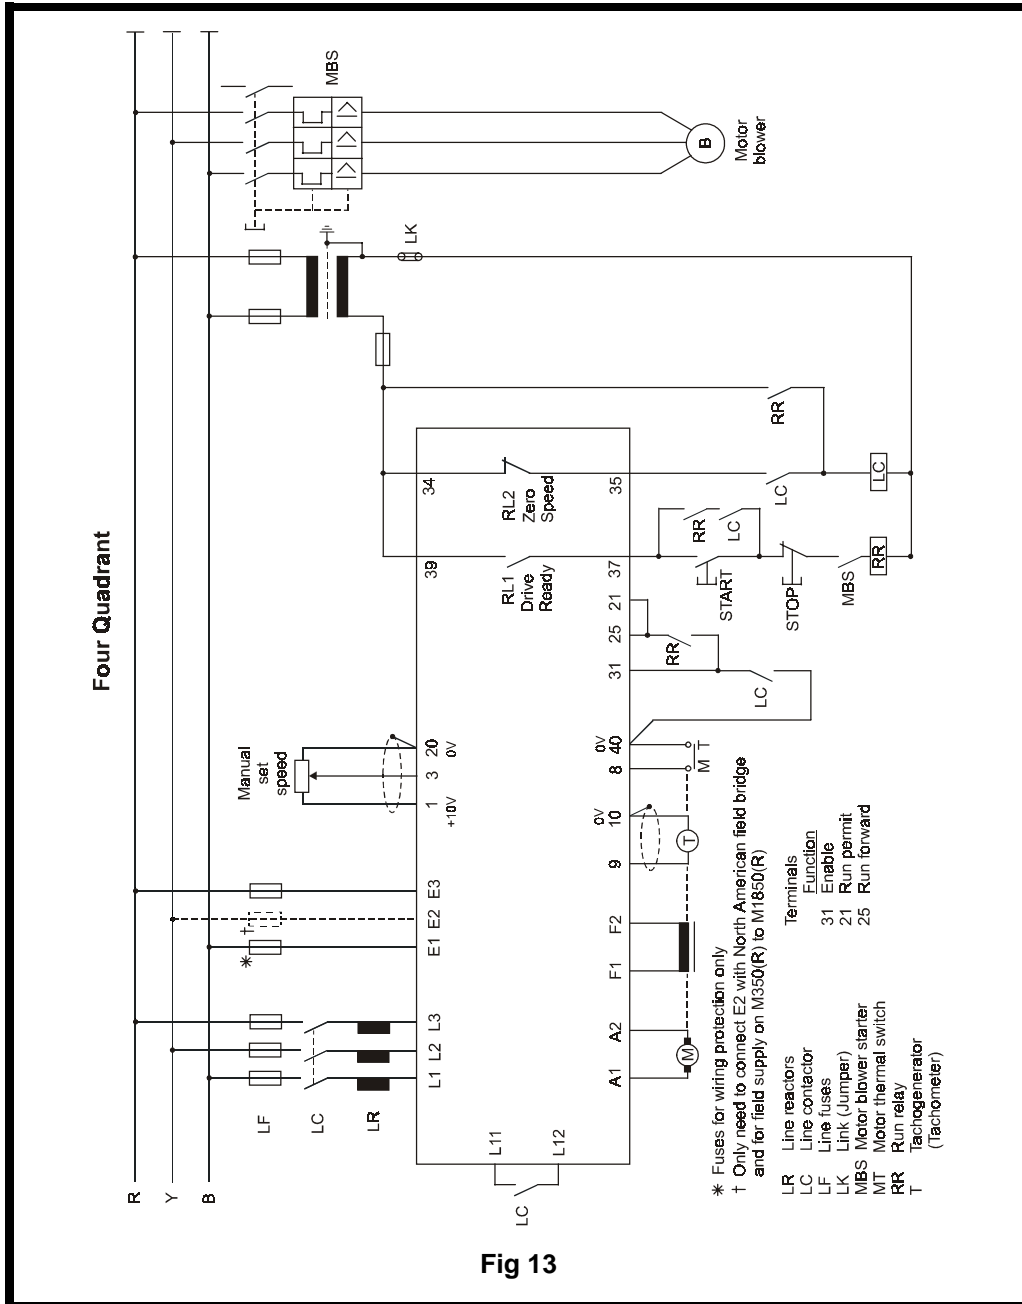 Four Quadrant
R
Y
B
MBS
B
Motor
blower
LK
LF
LC
LR
✳
†
Manual
set
speed
L1 L2 L3
E1 E2 E3
1 3 20
+10V
0V
39
34
RL1
Drive
Ready
RL2
Zero
Speed
L11
L12
LC
A1 A2
F1 F2
9 10 8 40
0V
0V
31 25 21 37
35
M
T
M T
LC
RR
START
RR
LC
STOP
MBS
RR
LC
RR
LC
✳ Fuses for wiring protection only
† Only need to connect E2 with North American field bridge
and for field supply on M350(R) to M1850(R)
LR Line reactors
LC Line contactor
LF Line fuses
LK Link (Jumper)
MBS Motor blower starter
MT Motor thermal switch
RR Run relay
T Tachogenerator
(Tachometer)
Terminals
Function
31 Enable
21 Run permit
25 Run forward
Fig 13